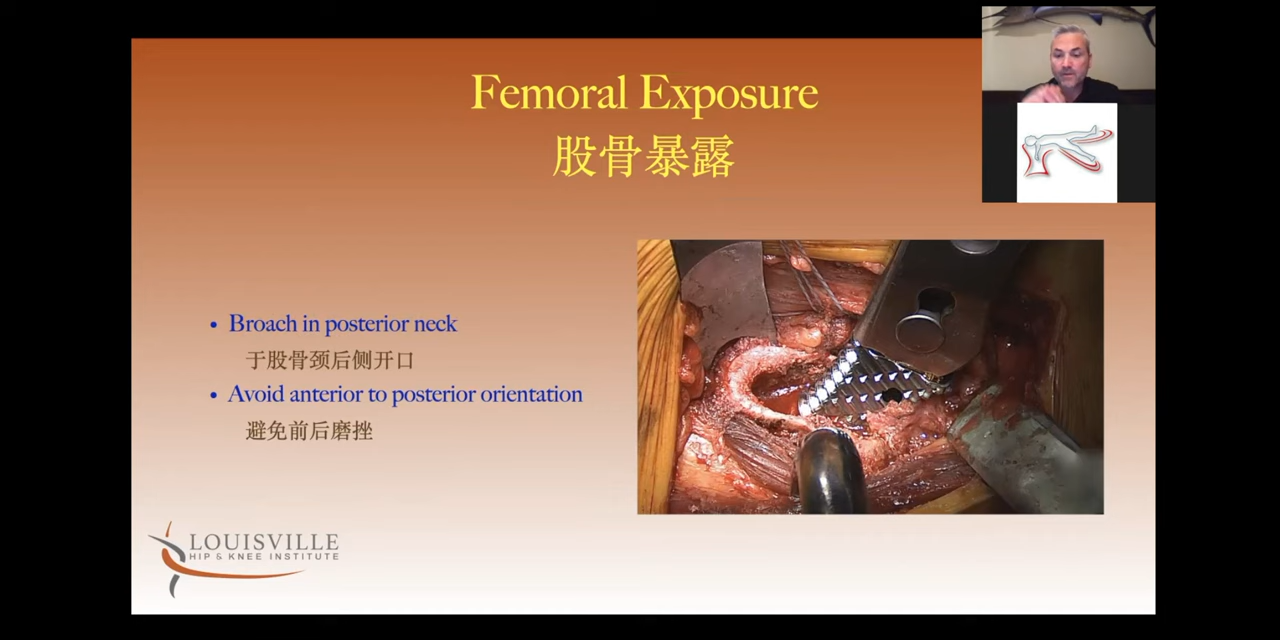 Femoral Exposure
股骨暴露
• Broach in posterior neck
于股骨颈后侧开口
• Avoid anterior to posterior orientation
避免前后磨挫
LOUISVILLE
HIP & KNEE INSTITUTE